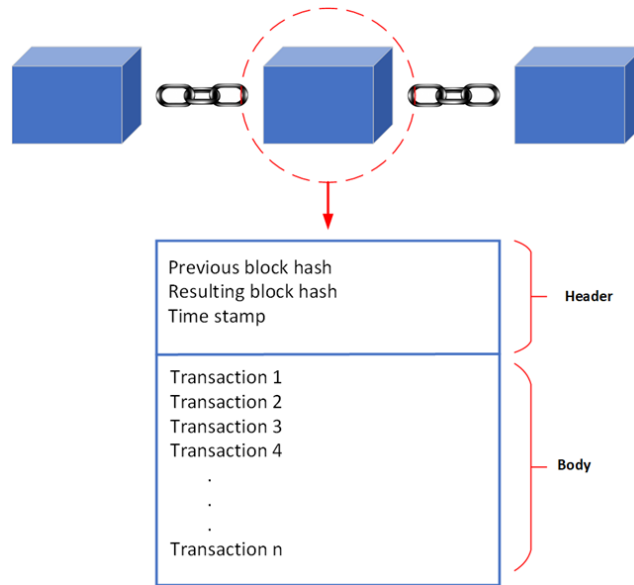 Previous block hash
Resulting block hash
Time stamp
Header
Transaction 1
Transaction 2
Transaction 3
Transaction 4
.
.
.
Transaction n
Body